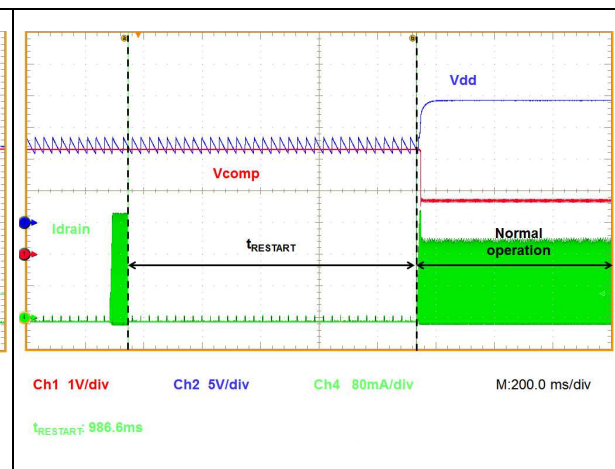 a
b
Vdd
Vcomp
Idrain
tRESTART
Normal
operation
Ch1 1V/div Ch2 5V/div Ch4 80mA/div M:200.0 ms/div
tRESTART: 986.6ms